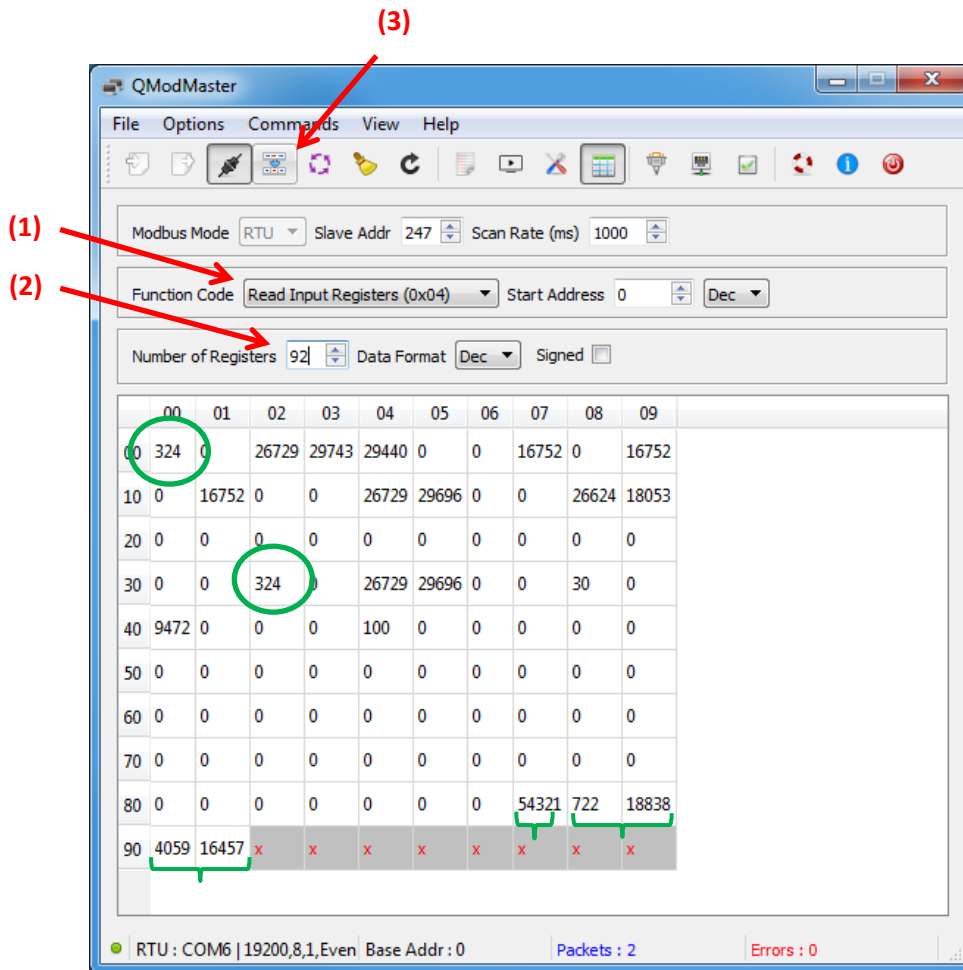 (3)
QModMaster
File Options Commands View Help
(1)
Modbus Mode RTU Slave Addr 247 Scan Rate (ms) 1000
(2)
Function Code Read Input Registers (0x04) Start Address 0 Dec
Number of Registers 92 Data Format Dec Signed
00 01 02 03 04 05 06 07 08 09
00 324 0 26729 29743 29440 0 0 16752 0 16752
10 0 16752 0 0 26729 29696 0 0 26624 18053
20 0 0 0 0 0 0 0 0 0 0
30 0 0 324 0 26729 29696 0 0 30 0
40 9472 0 0 0 100 0 0 0 0 0
50 0 0 0 0 0 0 0 0 0 0
60 0 0 0 0 0 0 0 0 0 0
70 0 0 0 0 0 0 0 0 0 0
80 0 0 0 0 0 0 0 54321 722 18838
90 4059 16457 x x x x x x x x
RTU : COM6 | 19200,8,1,Even Base Addr : 0 Packets : 2 Errors : 0